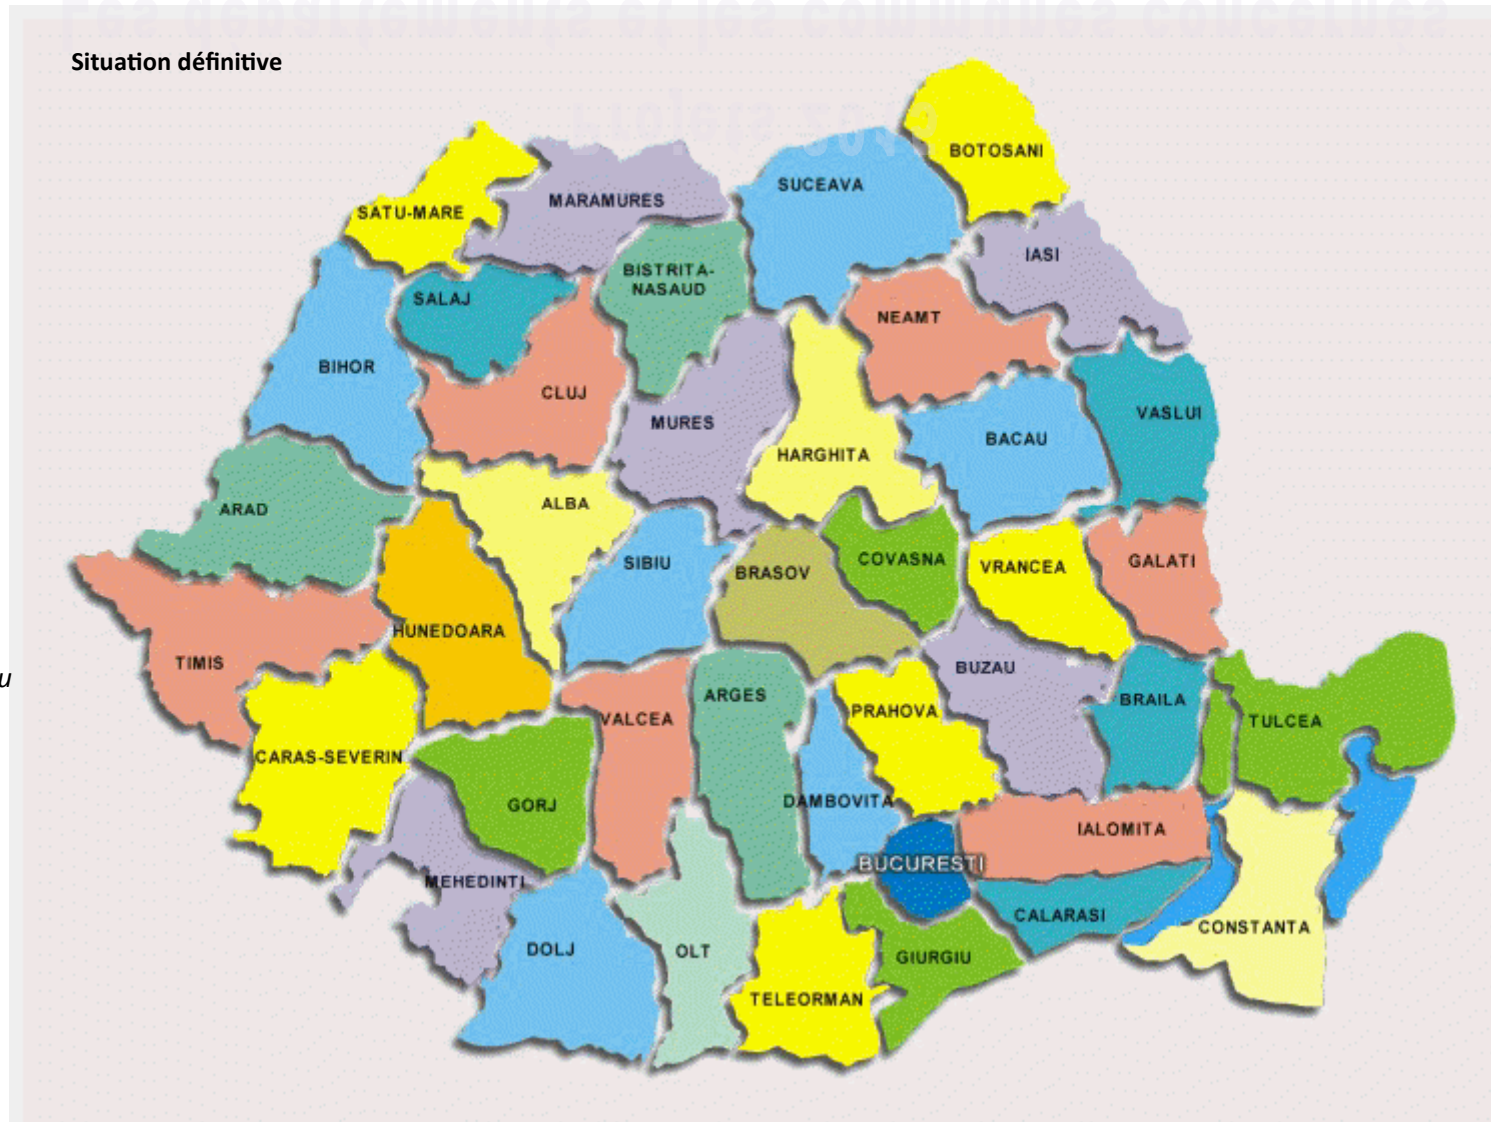 Situation définitive
BOTOSANI
SUCEAVA
MARAMURES
SATU-MARE
IASI
BISTRITA-
NASAUD
SALAJ
NEAMT
BIHOR
CLUJ
VASLUI
MURES
BACAU
HARGHITA
ALBA
ARAD
COVASNA
GALATI
SIBIU
VRANCEA
BRASOV
HUNEDOARA
TIMIS
BUZAU
u
ARGES
BRAILA
PRAHOVA
VALCEA
TULCEA
CARAS-SEVERIN
DAMBOVITA
GORJ
IALOMITA
BUCURESTI
MEHEDINTI
CALARASI
CONSTANTA
DOLJ
OLT
GIURGIU
TELEORMAN